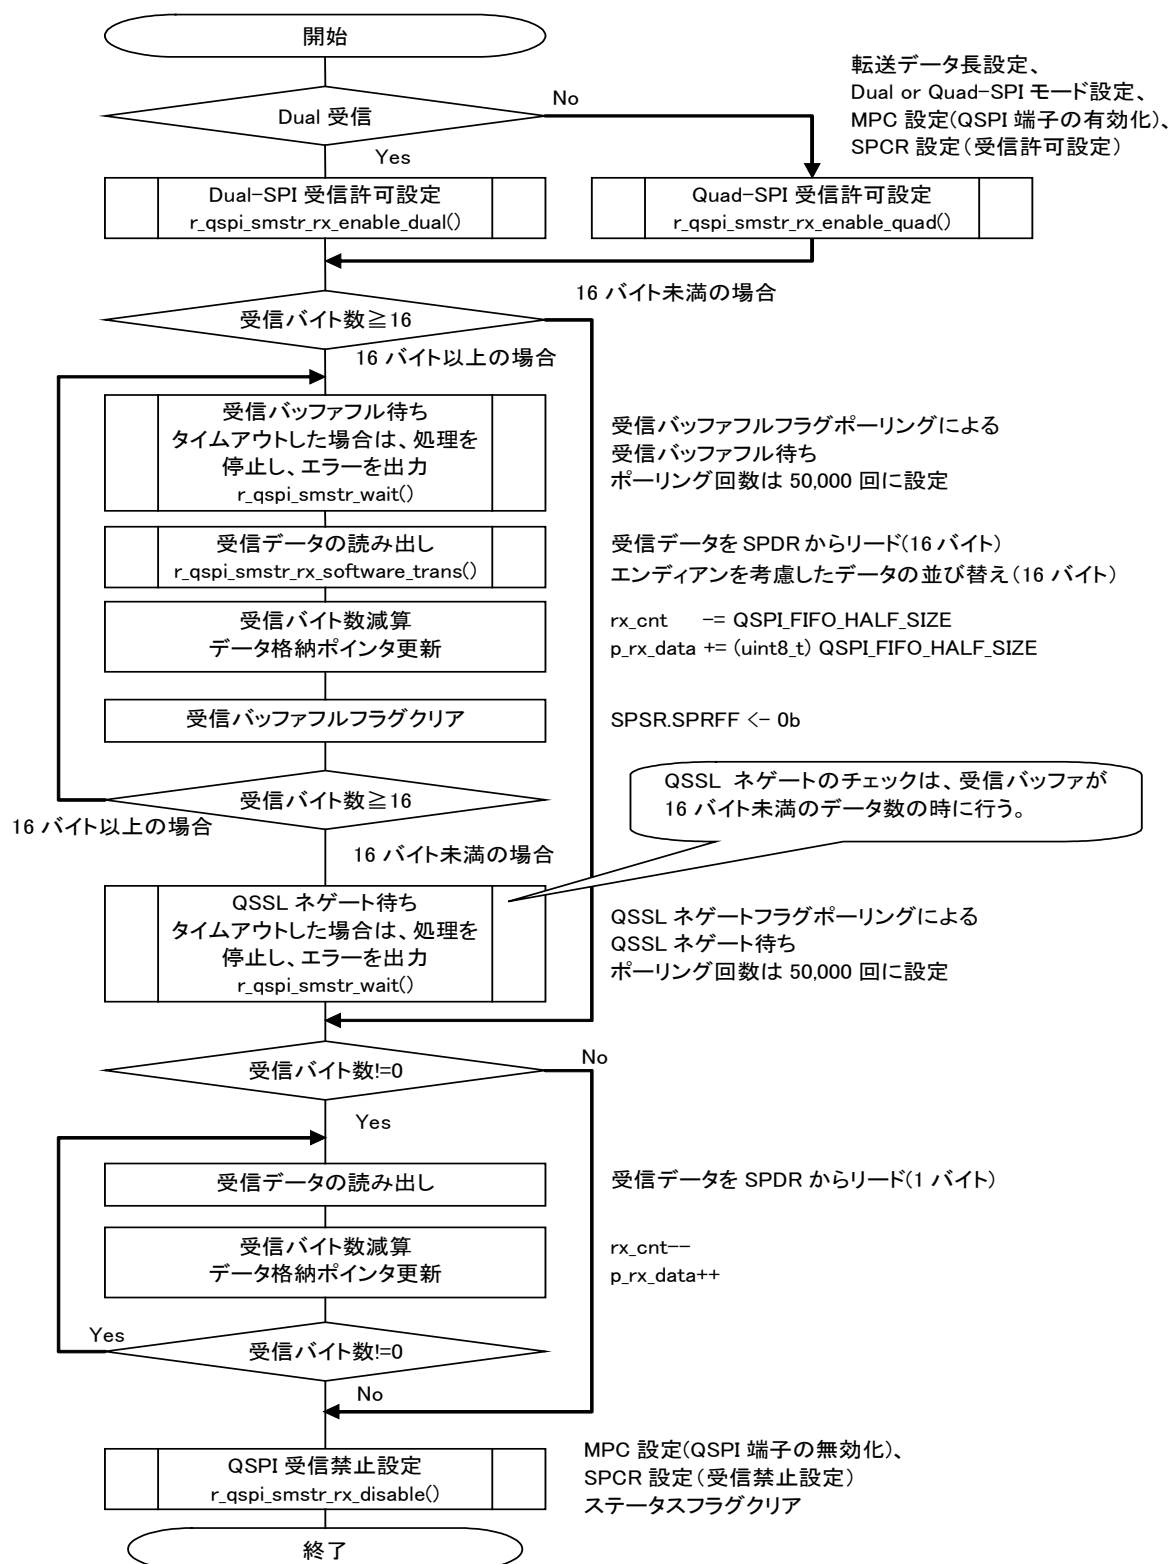 開始
転送データ長設定、
Dual or Quad-SPI モード設定、
MPC 設定(QSPI 端子の有効化)、
SPCR 設定(受信許可設定)
Dual 受信
No
Yes
Dual-SPI 受信許可設定
r_qspi_smstr_rx_enable_dual()
Quad-SPI 受信許可設定
r_qspi_smstr_rx_enable_quad()
16 バイト未満の場合
受信バイト数≧16
16 バイト以上の場合
受信バッファフル待ち
タイムアウトした場合は、処理を
停止し、エラーを出力
r_qspi_smstr_wait()
受信バッファフルフラグポーリングによる
受信バッファフル待ち
ポーリング回数は 50,000 回に設定
受信データの読み出し
r_qspi_smstr_rx_software_trans()
受信データを SPDR からリード(16 バイト)
エンディアンを考慮したデータの並び替え(16 バイト)
受信バイト数減算
データ格納ポインタ更新
rx_cnt -= QSPI_FIFO_HALF_SIZE
p_rx_data += (uint8_t) QSPI_FIFO_HALF_SIZE
受信バッファフルフラグクリア
SPSR.SPRFF <- 0b
QSSL ネゲートのチェックは、受信バッファが
16 バイト未満のデータ数の時に行う。
受信バイト数≧16
16 バイト以上の場合
16 バイト未満の場合
QSSL ネゲート待ち
タイムアウトした場合は、処理を
停止し、エラーを出力
r_qspi_smstr_wait()
QSSL ネゲートフラグポーリングによる
QSSL ネゲート待ち
ポーリング回数は 50,000 回に設定
受信バイト数!=0
No
Yes
受信データの読み出し
受信データを SPDR からリード(1 バイト)
受信バイト数減算
データ格納ポインタ更新
rx_cnt--
p_rx_data++
Yes
受信バイト数!=0
No
QSPI 受信禁止設定
r_qspi_smstr_rx_disable()
MPC 設定(QSPI 端子の無効化)、
SPCR 設定(受信禁止設定)
ステータスフラグクリア
終了